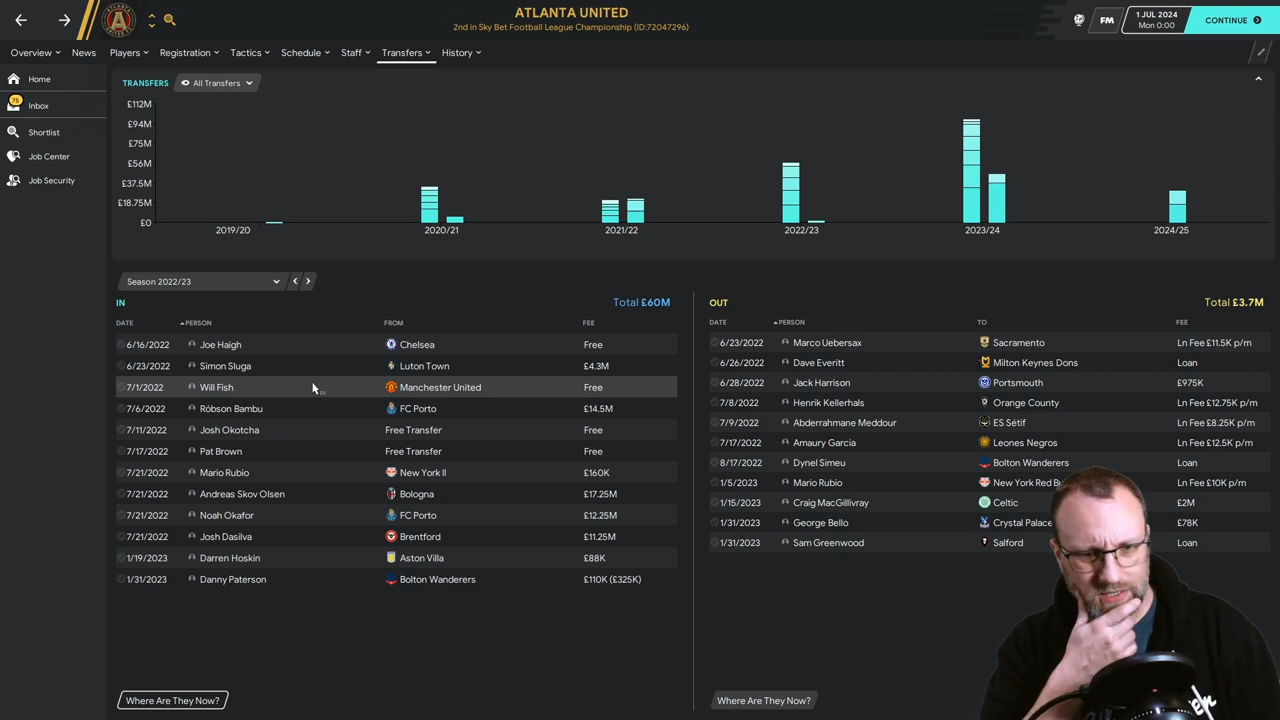 ATLANTA UNITED
2nd in Sky Bet Football League Championship (ID:72047296)
FM
1 JUL 2024
Mon 0:00
CONTINUE
Overview
News
Players
Registration
Tactics
Schedule
Staff
Transfers
History
Home
75
Inbox
Shortlist
Job Center
Job Security
TRANSFERS
All Transfers
£112M
£94M
£75M
£56M
£37.5M
£18.75M
£0
2019/20
2020/21
2021/22
2022/23
2023/24
2024/25
Season 2022/23
IN
Total £60M
DATE PERSON FROM FEE
6/16/2022 Joe Haigh Chelsea Free
6/23/2022 Simon Sluga Luton Town £4.3M
7/1/2022 Will Fish Manchester United Free
7/6/2022 Róbson Bambu FC Porto £14.5M
7/11/2022 Josh Okotcha Free Transfer Free
7/17/2022 Pat Brown Free Transfer Free
7/21/2022 Mario Rubio New York II £160K
7/21/2022 Andreas Skov Olsen Bologna £17.25M
7/21/2022 Noah Okafor FC Porto £12.25M
7/21/2022 Josh Dasilva Brentford £11.25M
1/19/2023 Darren Hoskin Aston Villa £88K
1/31/2023 Danny Paterson Bolton Wanderers £110K (£325K)
Where Are They Now?
OUT
Total £3.7M
DATE PERSON TO FEE
6/23/2022 Marco Uebersax Sacramento Ln Fee £11.5K p/m
6/26/2022 Dave Everitt Milton Keynes Dons Loan
6/28/2022 Jack Harrison Portsmouth £975K
7/8/2022 Henrik Kellerhals Orange County Ln Fee £12.75K p/m
7/9/2022 Abderrahmane Meddour ES Sétif Ln Fee £8.25K p/m
7/17/2022 Amaury García Leones Negros Ln Fee £12.5K p/m
8/17/2022 Dynel Simeu Bolton Wanderers Loan
1/5/2023 Mario Rubio New York Red Ln Fee £10K p/m
1/15/2023 Craig MacGillivray Celtic £2M
1/31/2023 George Bello Crystal Palace £78K
1/31/2023 Sam Greenwood Salford Loan
Where Are They Now?